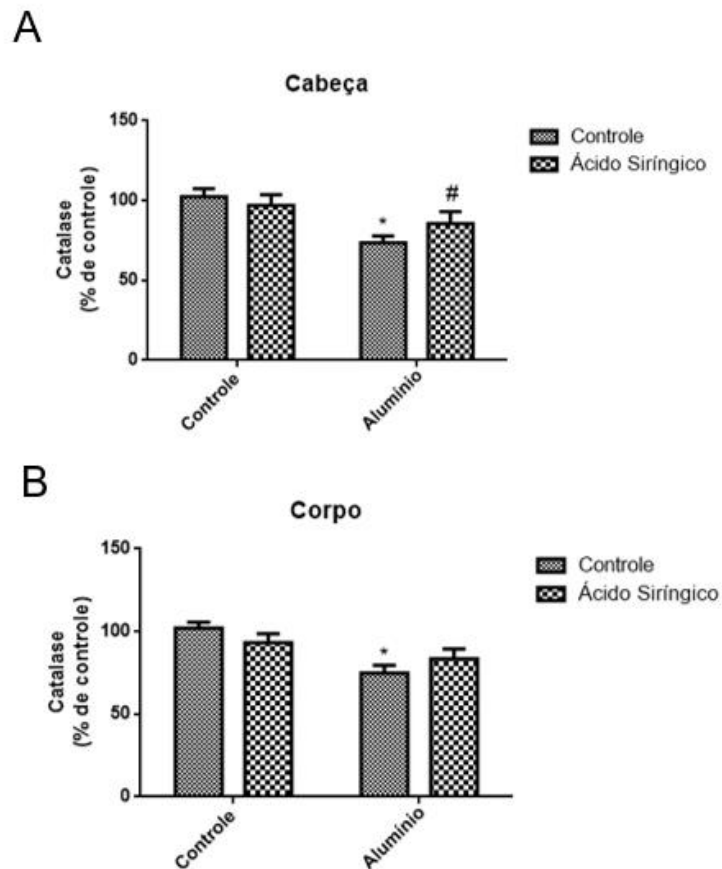 A
Cabeça
150
100
50
0
Catalase
(% de controle)
* #
Controle
Alumínio
Controle
Ácido Siríngico
B
Corpo
150
100
50
0
Catalase
(% de controle)
*
Controle
Alumínio
Controle
Ácido Siríngico